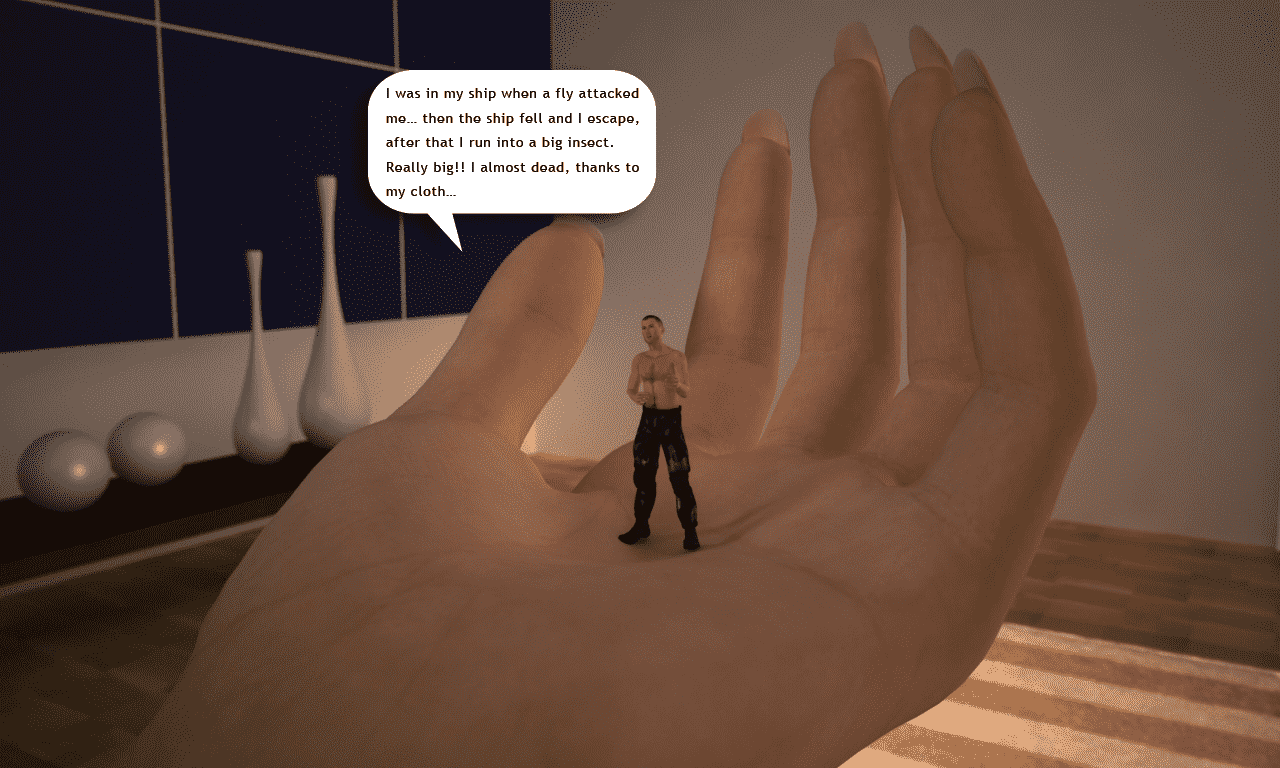 I was in my ship when a fly attacked
me... then the ship fell and I escape,
after that I run into a big insect.
Really big!! I almost dead, thanks to
my cloth...